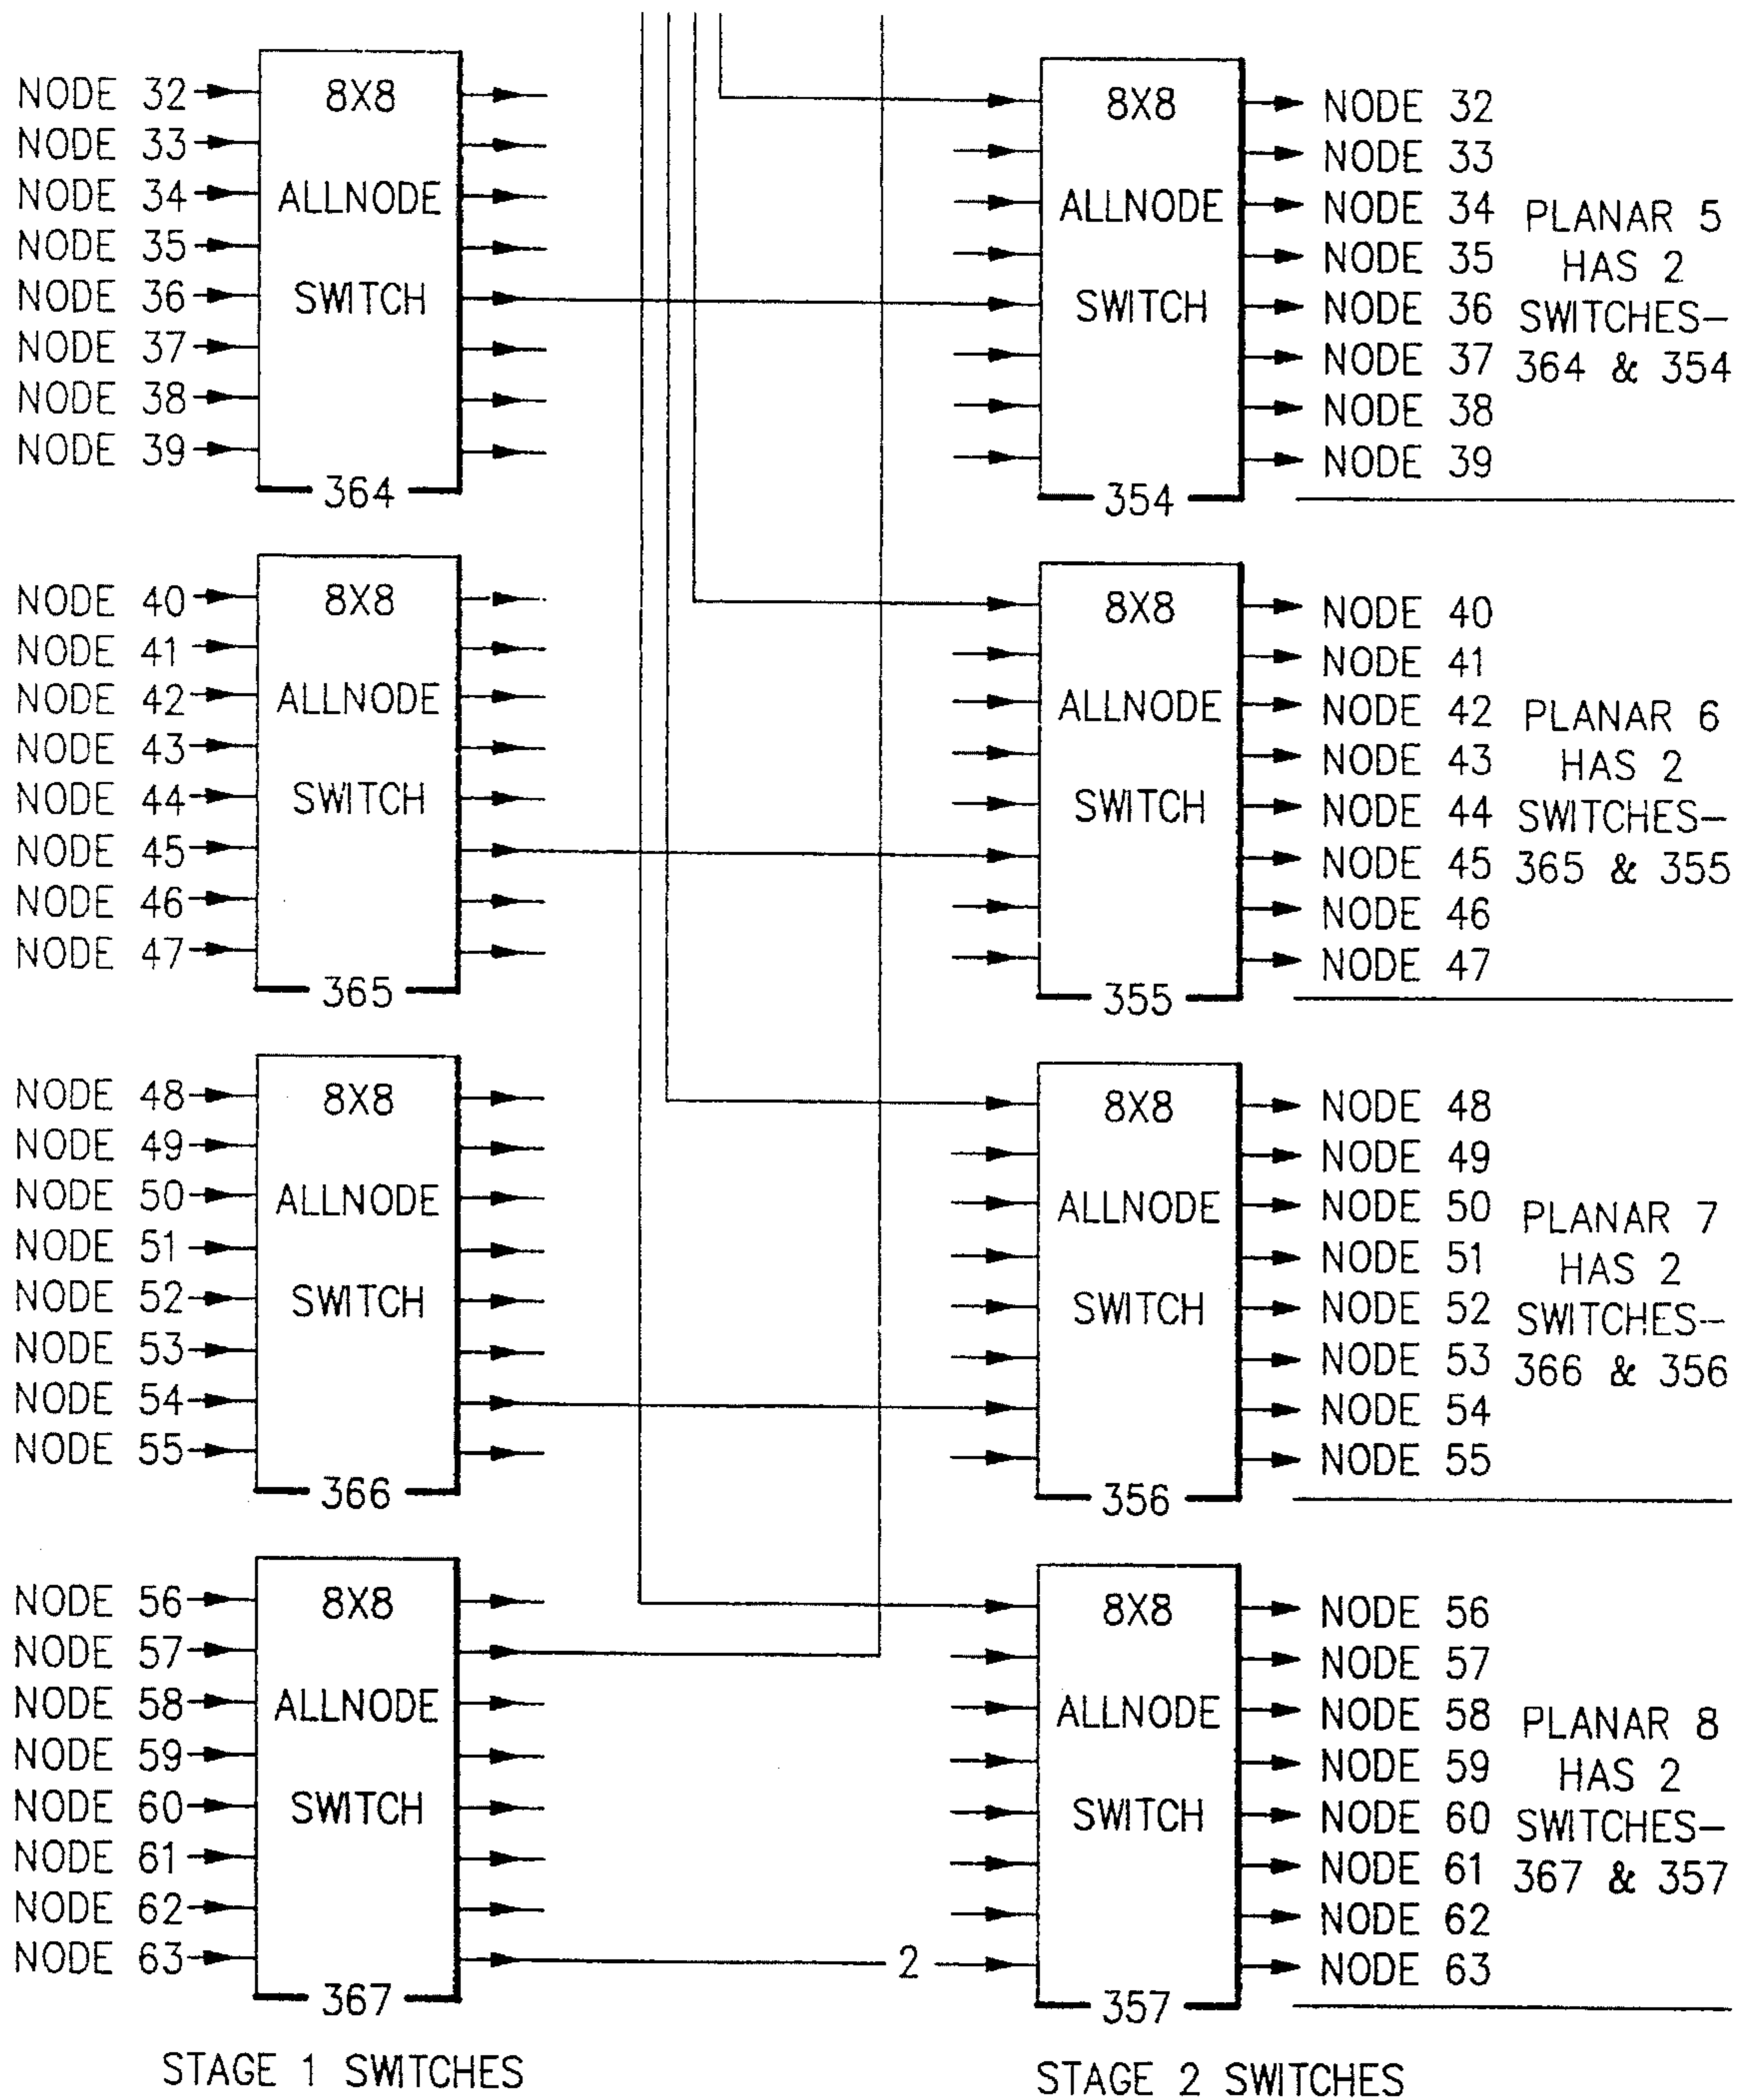 NODE 32
NODE 33
NODE 34
NODE 35
NODE 36
NODE 37
NODE 38
NODE 39
8X8
ALLNODE
SWITCH
364
8X8
ALLNODE
SWITCH
354
NODE 32
NODE 33
NODE 34
NODE 35
NODE 36
NODE 37
NODE 38
NODE 39
PLANAR 5
HAS 2
SWITCHES-
364 & 354
NODE 40
NODE 41
NODE 42
NODE 43
NODE 44
NODE 45
NODE 46
NODE 47
8X8
ALLNODE
SWITCH
365
8X8
ALLNODE
SWITCH
355
NODE 40
NODE 41
NODE 42
NODE 43
NODE 44
NODE 45
NODE 46
NODE 47
PLANAR 6
HAS 2
SWITCHES-
365 & 355
NODE 48
NODE 49
NODE 50
NODE 51
NODE 52
NODE 53
NODE 54
NODE 55
8X8
ALLNODE
SWITCH
366
8X8
ALLNODE
SWITCH
356
NODE 48
NODE 49
NODE 50
NODE 51
NODE 52
NODE 53
NODE 54
NODE 55
PLANAR 7
HAS 2
SWITCHES-
366 & 356
NODE 56
NODE 57
NODE 58
NODE 59
NODE 60
NODE 61
NODE 62
NODE 63
8X8
ALLNODE
SWITCH
367
2
8X8
ALLNODE
SWITCH
357
NODE 56
NODE 57
NODE 58
NODE 59
NODE 60
NODE 61
NODE 62
NODE 63
PLANAR 8
HAS 2
SWITCHES-
367 & 357
STAGE 1 SWITCHES
STAGE 2 SWITCHES